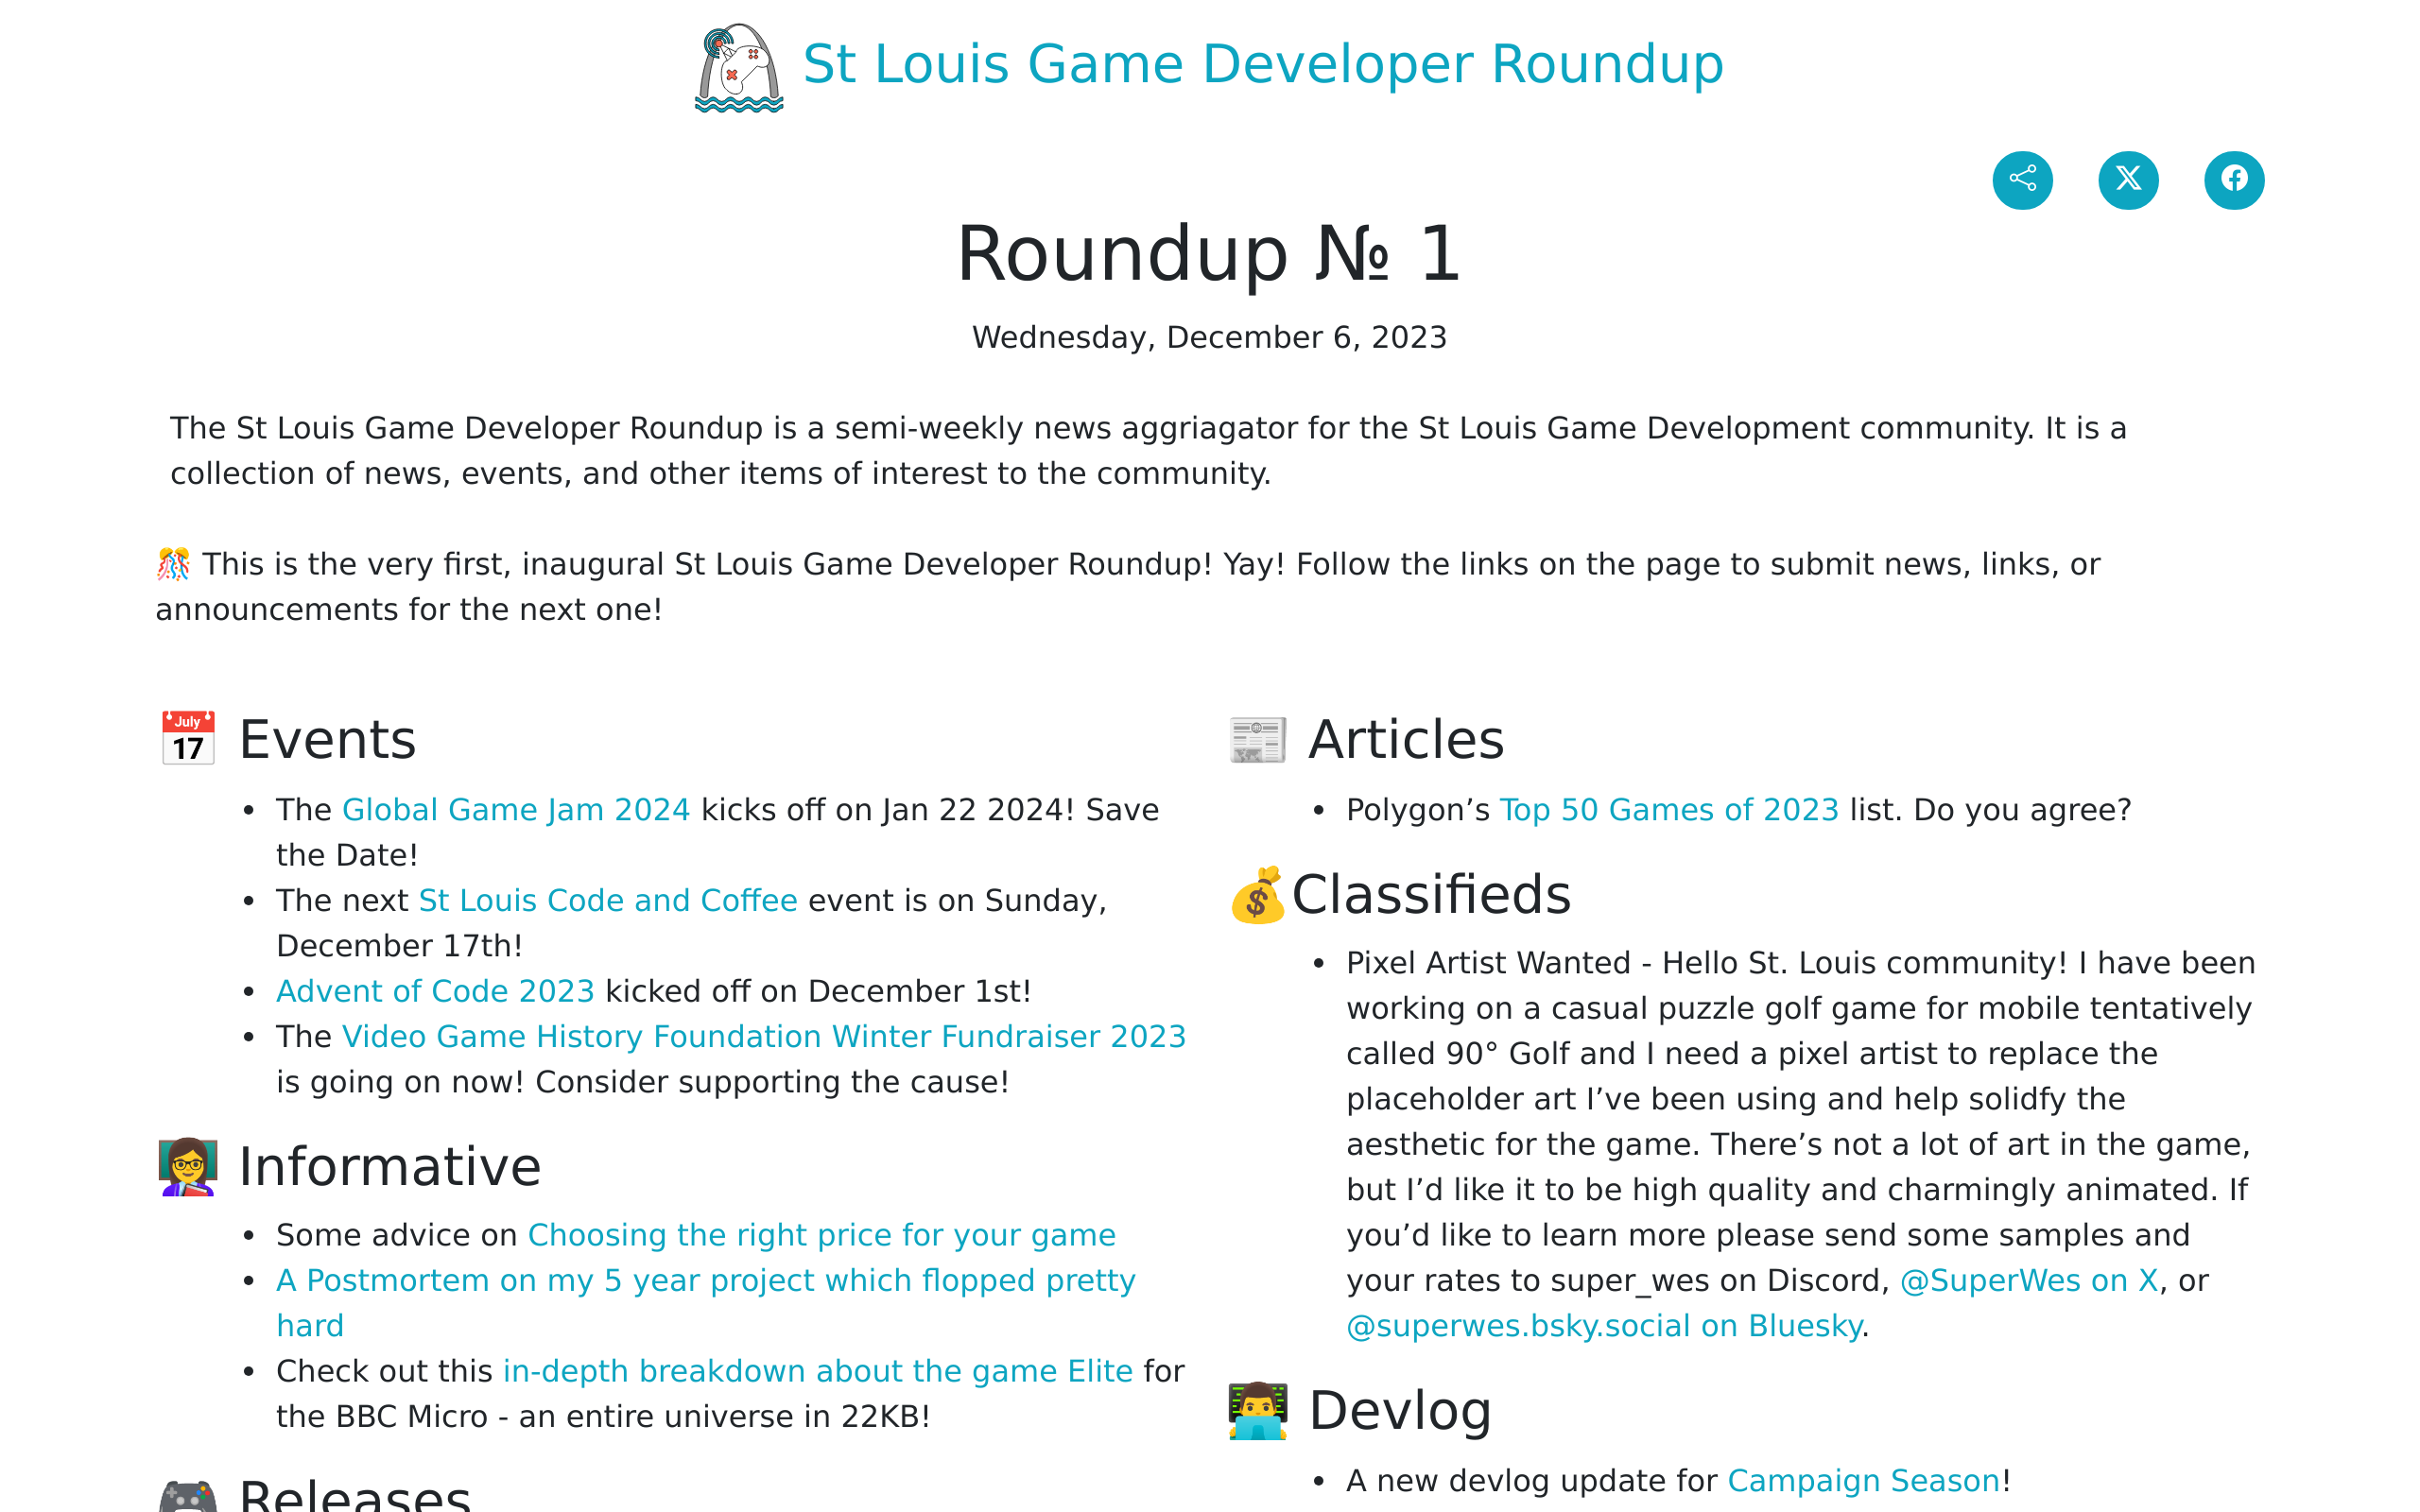 St Louis Game Developer Roundup
Roundup № 1
Wednesday, December 6, 2023
The St Louis Game Developer Roundup is a semi-weekly news aggriagator for the St Louis Game Development community. It is a
collection of news, events, and other items of interest to the community.
🎊 This is the very first, inaugural St Louis Game Developer Roundup! Yay! Follow the links on the page to submit news, links, or
announcements for the next one!
📅 Events
• The Global Game Jam 2024 kicks off on Jan 22 2024! Save
the Date!
• The next St Louis Code and Coffee event is on Sunday,
December 17th!
• Advent of Code 2023 kicked off on December 1st!
• The Video Game History Foundation Winter Fundraiser 2023
is going on now! Consider supporting the cause!
👩‍🏫 Informative
• Some advice on Choosing the right price for your game
• A Postmortem on my 5 year project which flopped pretty
hard
• Check out this in-depth breakdown about the game Elite for
the BBC Micro - an entire universe in 22KB!
🎮 Releases
📰 Articles
• Polygon’s Top 50 Games of 2023 list. Do you agree?
💰Classifieds
• Pixel Artist Wanted - Hello St. Louis community! I have been
working on a casual puzzle golf game for mobile tentatively
called 90° Golf and I need a pixel artist to replace the
placeholder art I’ve been using and help solidfy the
aesthetic for the game. There’s not a lot of art in the game,
but I’d like it to be high quality and charmingly animated. If
you’d like to learn more please send some samples and
your rates to super_wes on Discord, @SuperWes on X, or
@superwes.bsky.social on Bluesky.
👨‍💻 Devlog
• A new devlog update for Campaign Season!